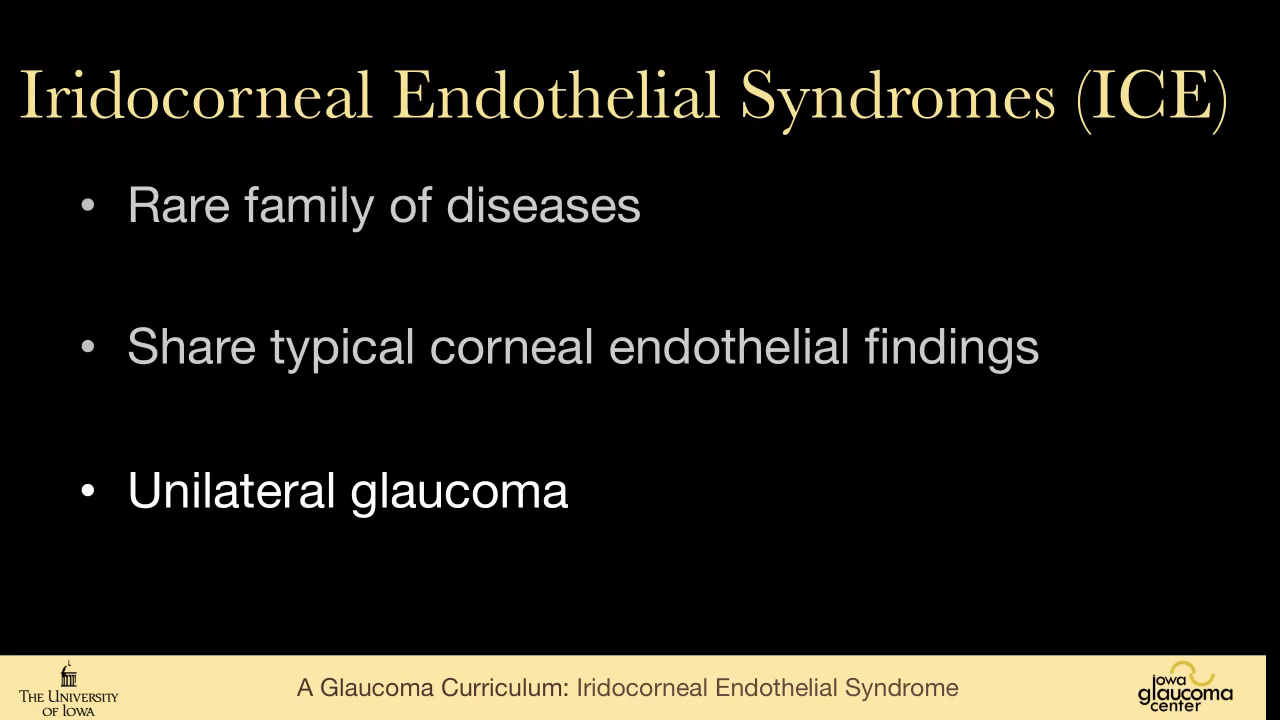 Iridocorneal Endothelial Syndromes (ICE)
• Rare family of diseases
• Share typical corneal endothelial findings
• Unilateral glaucoma
THE UNIVERSITY
OF IOWA
A Glaucoma Curriculum: Iridocorneal Endothelial Syndrome
iowa
glaucoma
center